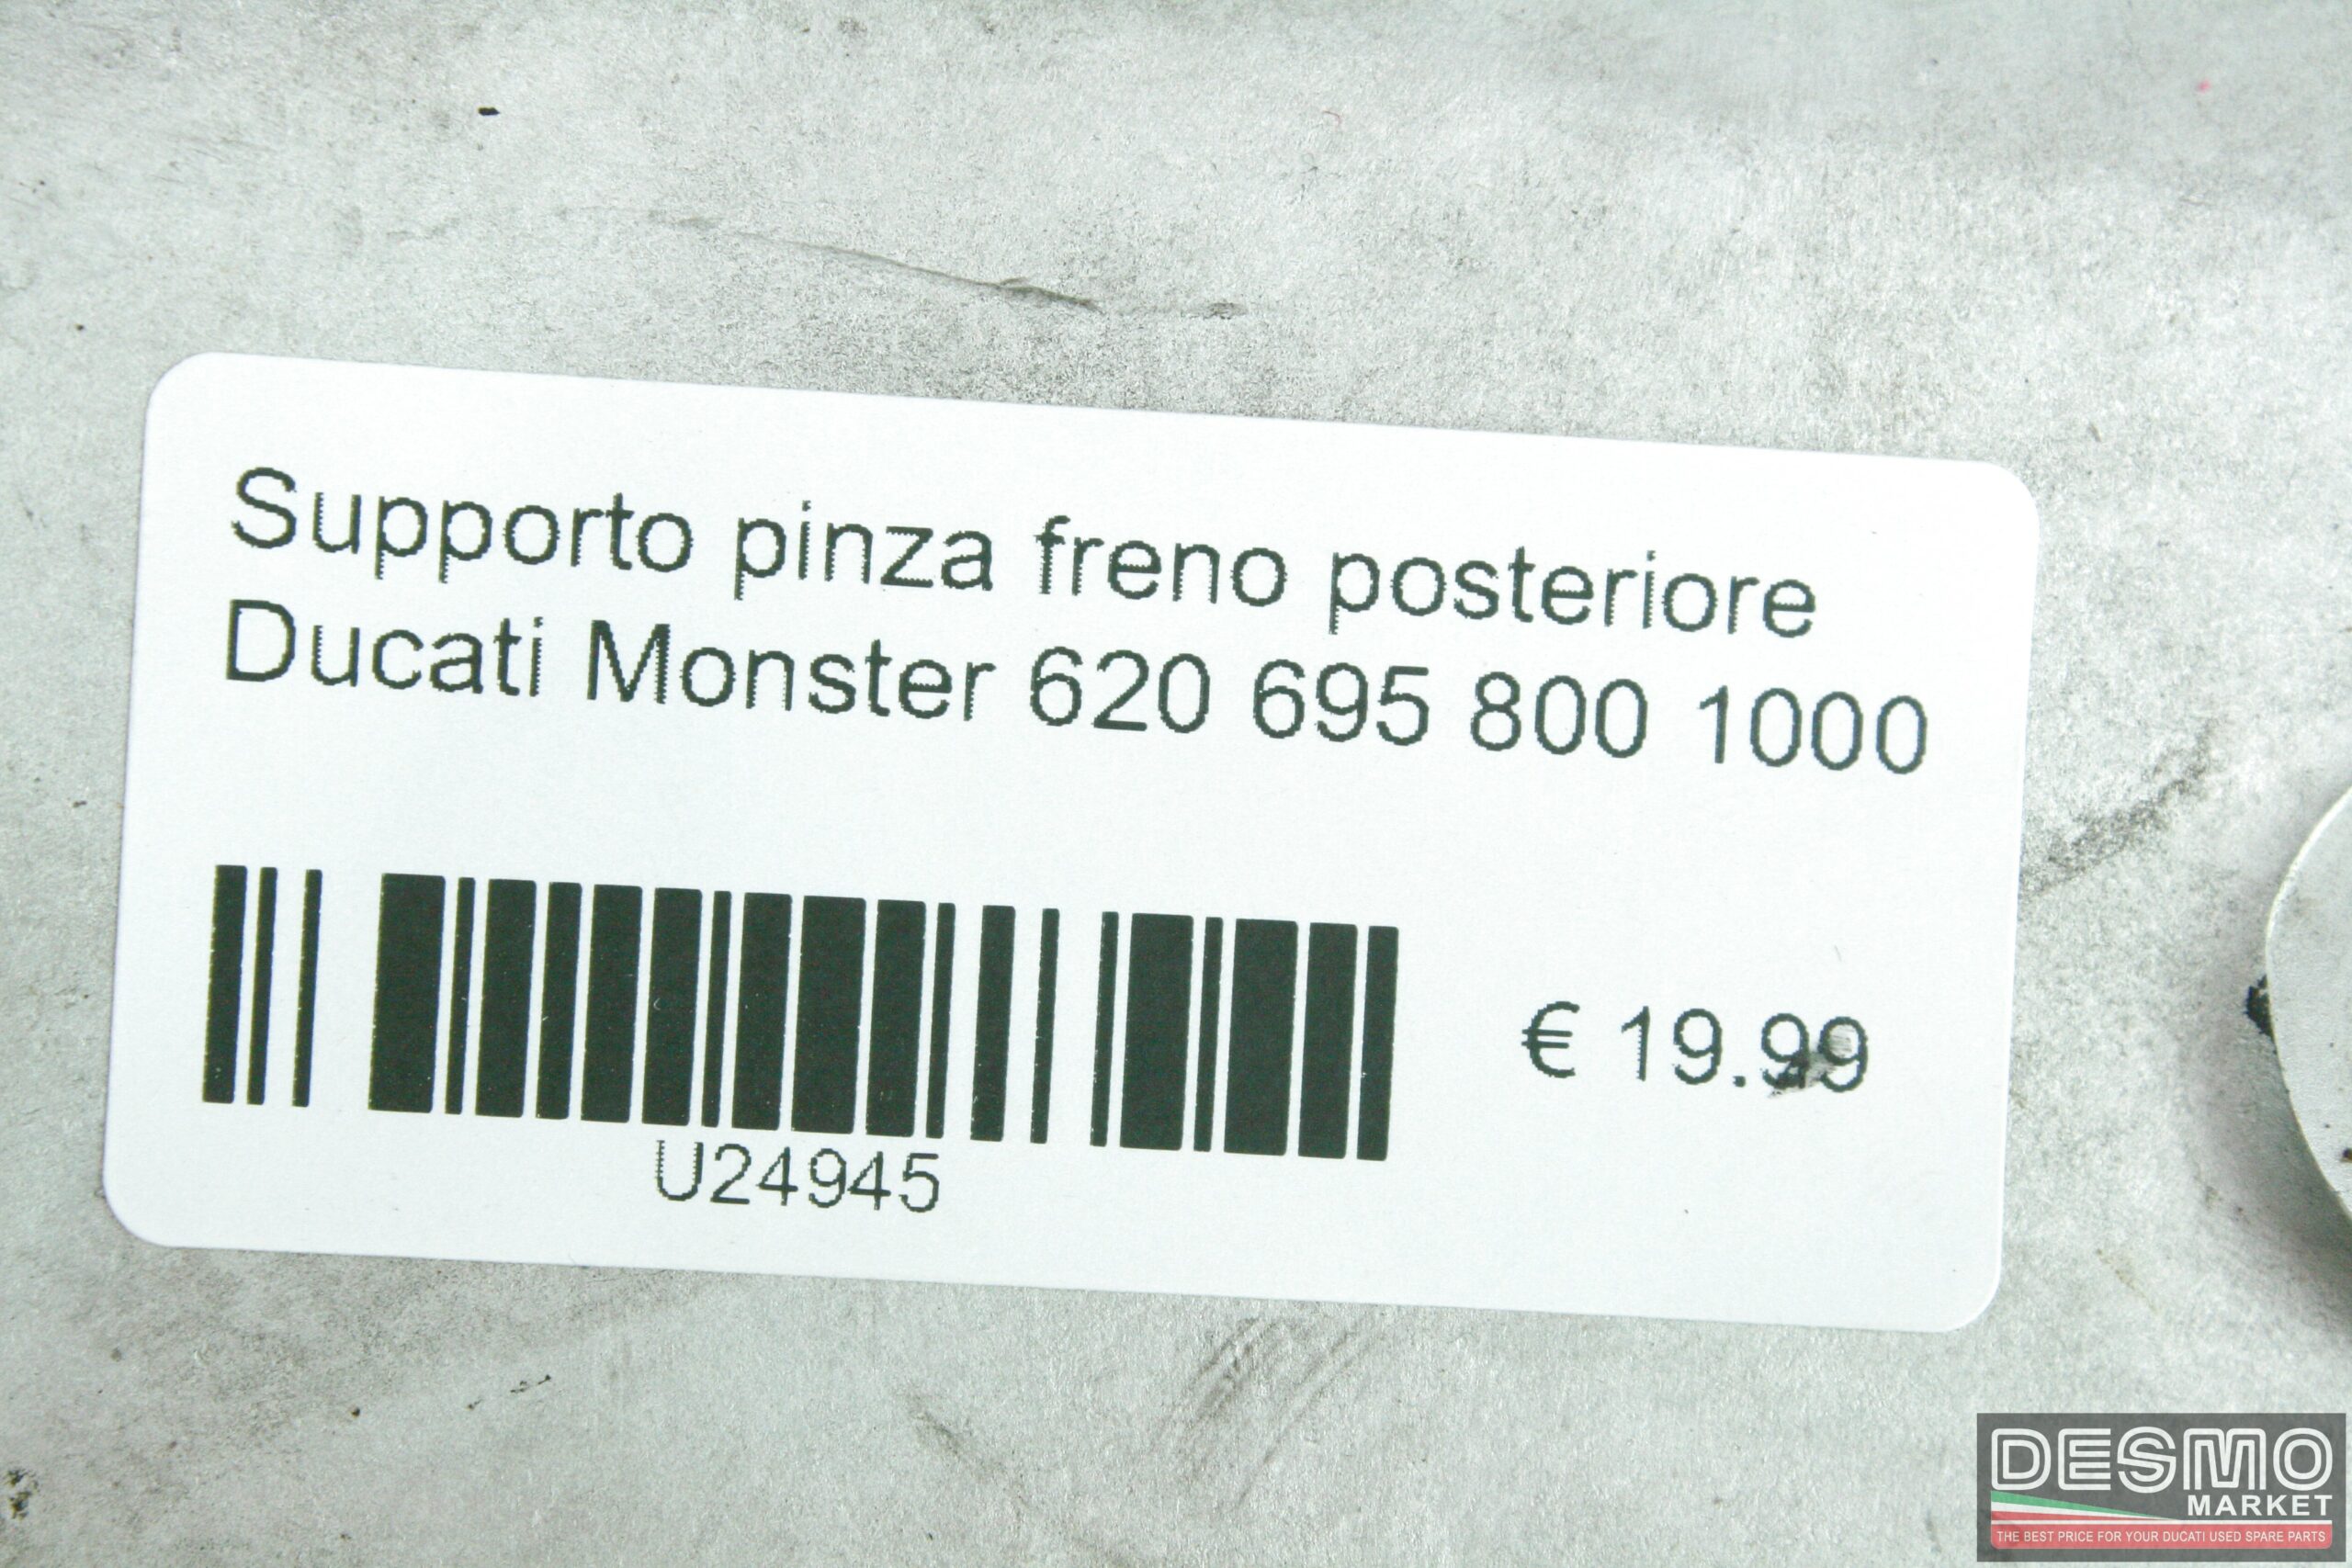 Supporto pinza freno posteriore
Ducati Monster 620 695 800 1000
€ 19.99
U24945
DESMO
MARKET
THE BEST PRICE FOR YOUR DUCATI USED SPARE PARTS